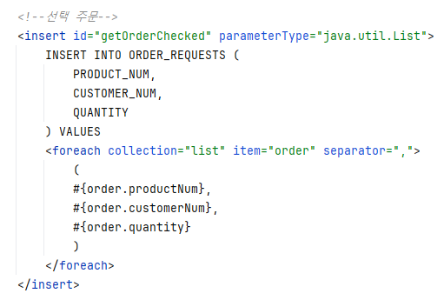 <!--선택 주문-->
<insert id="getOrderChecked" parameterType="java.util.List">
    INSERT INTO ORDER_REQUESTS (
        PRODUCT_NUM,
        CUSTOMER_NUM,
        QUANTITY
    ) VALUES
    <foreach collection="list" item="order" separator=",">
        (
        #{order.productNum},
        #{order.customerNum},
        #{order.quantity}
        )
    </foreach>
</insert>